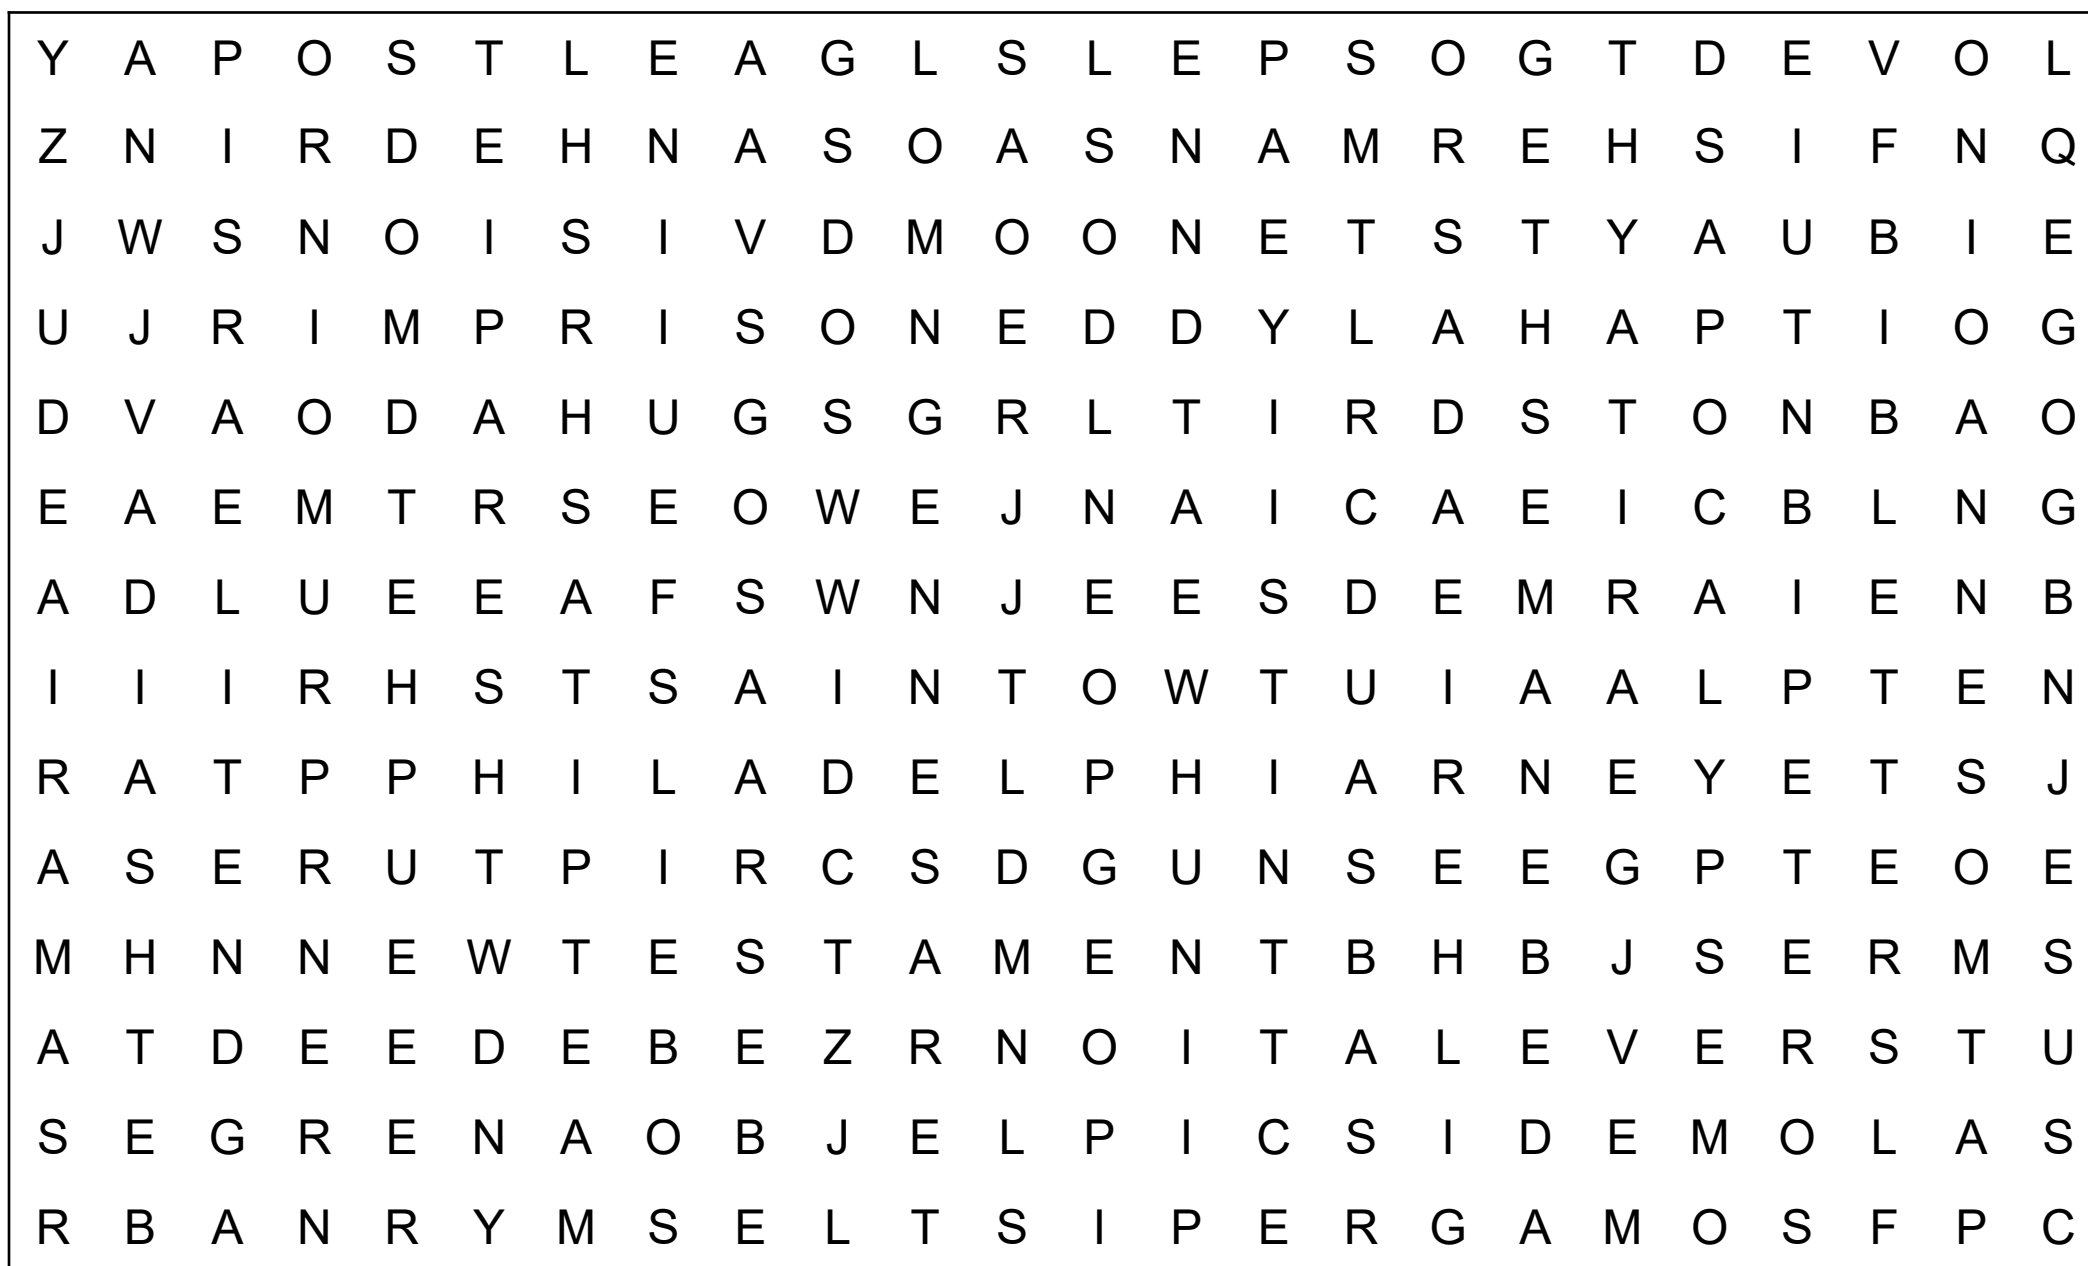 Y A P O S T L E A G L S L E P S O G T D E V O L
Z N I R D E H N A S O A S N A M R E H S I F N Q
J W S N O I S I V D M O O N E T S T Y A U B I E
U J R I M P R I S O N E D D Y L A H A P T I O G
D V A O D A H U G S G R L T I R D S T O N B A O
E A E M T R S E O W E J N A I C A E I C B L N G
A D L U E E A F S W N J E E S D E M R A I E N B
I I I R H S T S A I N T O W T U I A A L P T E N
R A T P P H I L A D E L P H I A R N E Y E T S J
A S E R U T P I R C S D G U N S E E G P T E O E
M H N N E W T E S T A M E N T B H B J S E R M S
A T D E E D E B E Z R N O I T A L E V E R S T U
S E G R E N A O B J E L P I C S I D E M O L A S
R B A N R Y M S E L T S I P E R G A M O S F P C